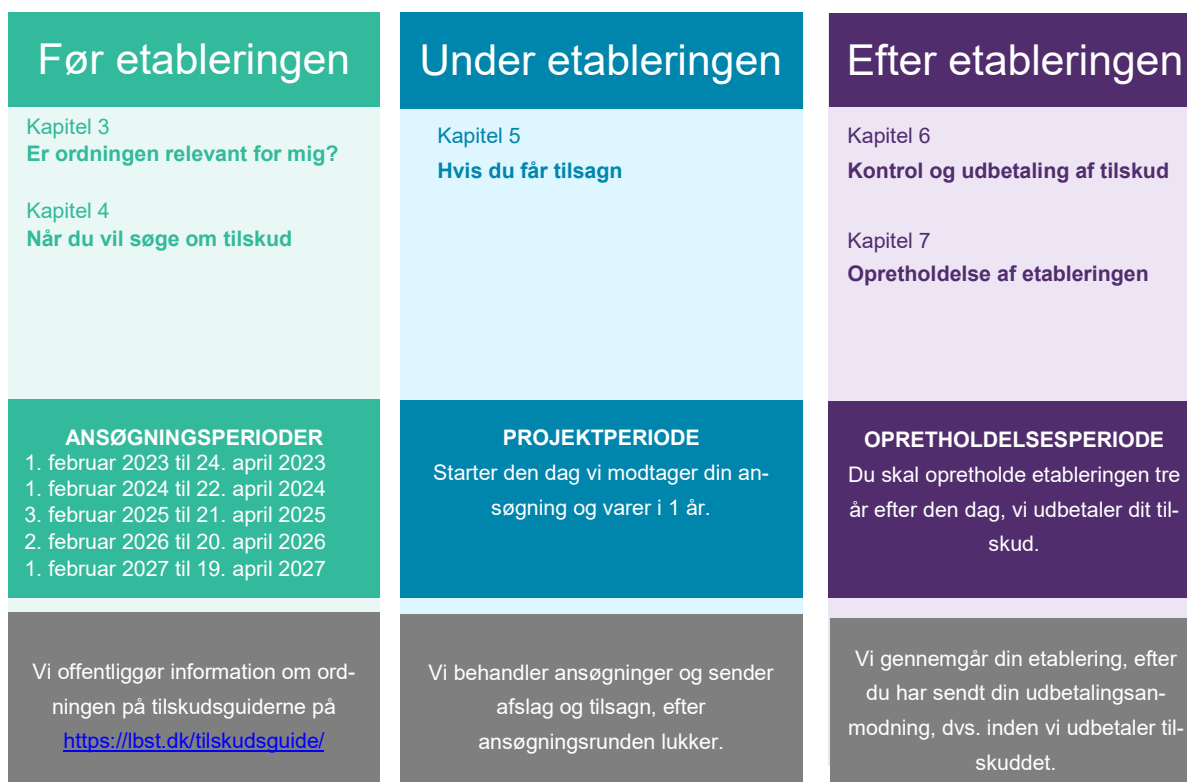 Før etableringen
Kapitel 3
Er ordningen relevant for mig?
Kapitel 4
Når du vil søge om tilskud
ANSØGNINGSPERIODER
1. februar 2023 til 24. april 2023
1. februar 2024 til 22. april 2024
3. februar 2025 til 21. april 2025
2. februar 2026 til 20. april 2026
1. februar 2027 til 19. april 2027
Vi offentliggør information om ord-
ningen på tilskudsguiderne på
https://lbst.dk/tilskudsguide/
Under etableringen
Kapitel 5
Hvis du får tilsagn
PROJEKTPERIODE
Starter den dag vi modtager din an-
søgning og varer i 1 år.
Vi behandler ansøgninger og sender
afslag og tilsagn, efter
ansøgningsrunden lukker.
Efter etableringen
Kapitel 6
Kontrol og udbetaling af tilskud
Kapitel 7
Opretholdelse af etableringen
OPRETHOLDELSESPERIODE
Du skal opretholde etableringen tre
år efter den dag, vi udbetaler dit til-
skud.
Vi gennemgår din etablering, efter
du har sendt din udbetalingsan-
modning, dvs. inden vi udbetaler til-
skuddet.